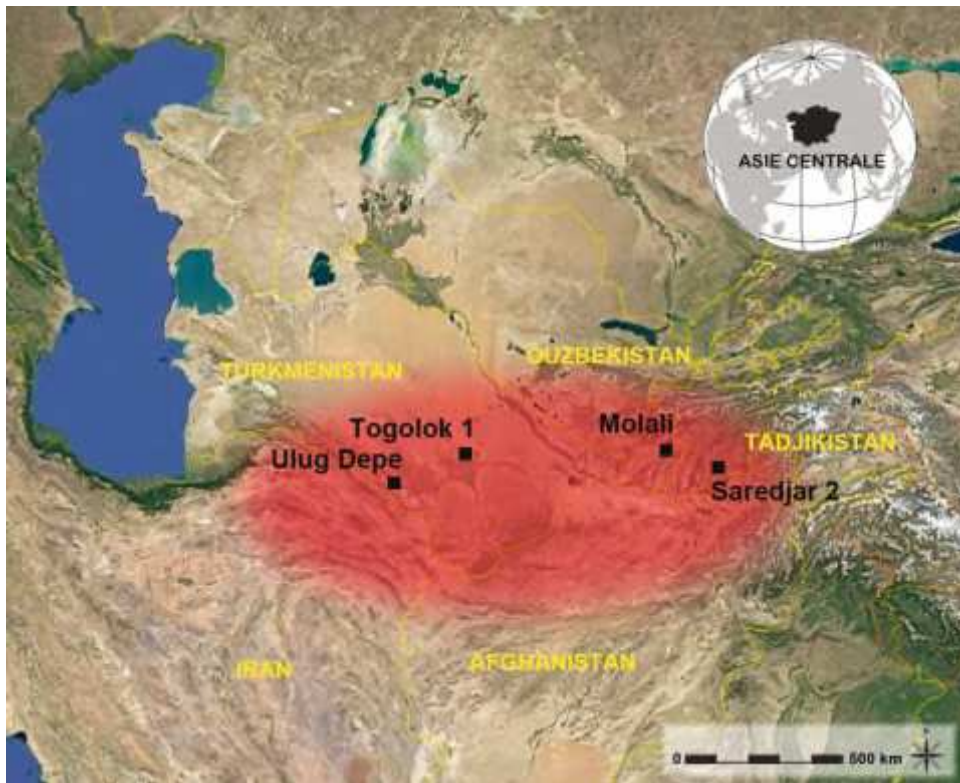 ASIE CENTRALE
OUZBEKISTAN
TURKMENISTAN
Togolok 1
Molali
TADJIKISTAN
Ulug Depe
Saredjar 2
IRAN
AFGHANISTAN
0
500 km